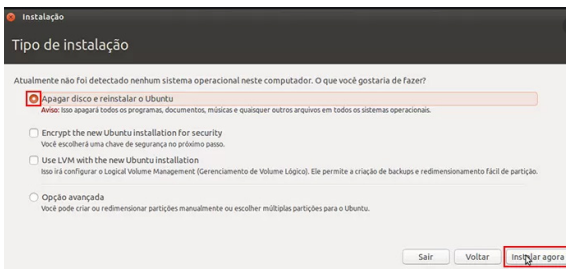 Instalação
Tipo de instalação
Atualmente não foi detectado nenhum sistema operacional neste computador. O que você gostaria de fazer?
Apagar disco e reinstalar o Ubuntu
Aviso: Isso apagará todos os programas, documentos, músicas e quaisquer outros arquivos em todos os sistemas operacionais.
Encrypt the new Ubuntu installation for security
Você escolherá uma chave de segurança no próximo passo.
Use LVM with the new Ubuntu installation
Isso irá configurar o Logical Volume Management (Gerenciamento de Volume Lógico). Ele permite a criação de backups e redimensionamento fácil de partição.
Opção avançada
Você pode criar ou redimensionar partições manualmente ou escolher múltiplas partições para o Ubuntu.
Sair Voltar Instalar agora